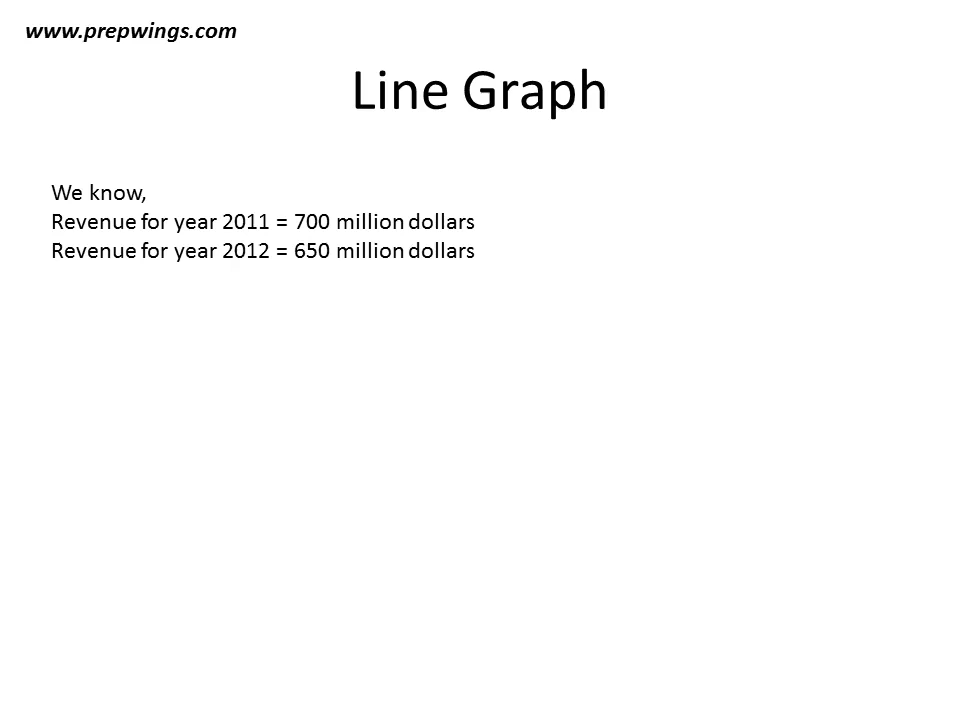 www.prepwings.com
Line Graph
We know,
Revenue for year 2011 = 700 million dollars
Revenue for year 2012 = 650 million dollars